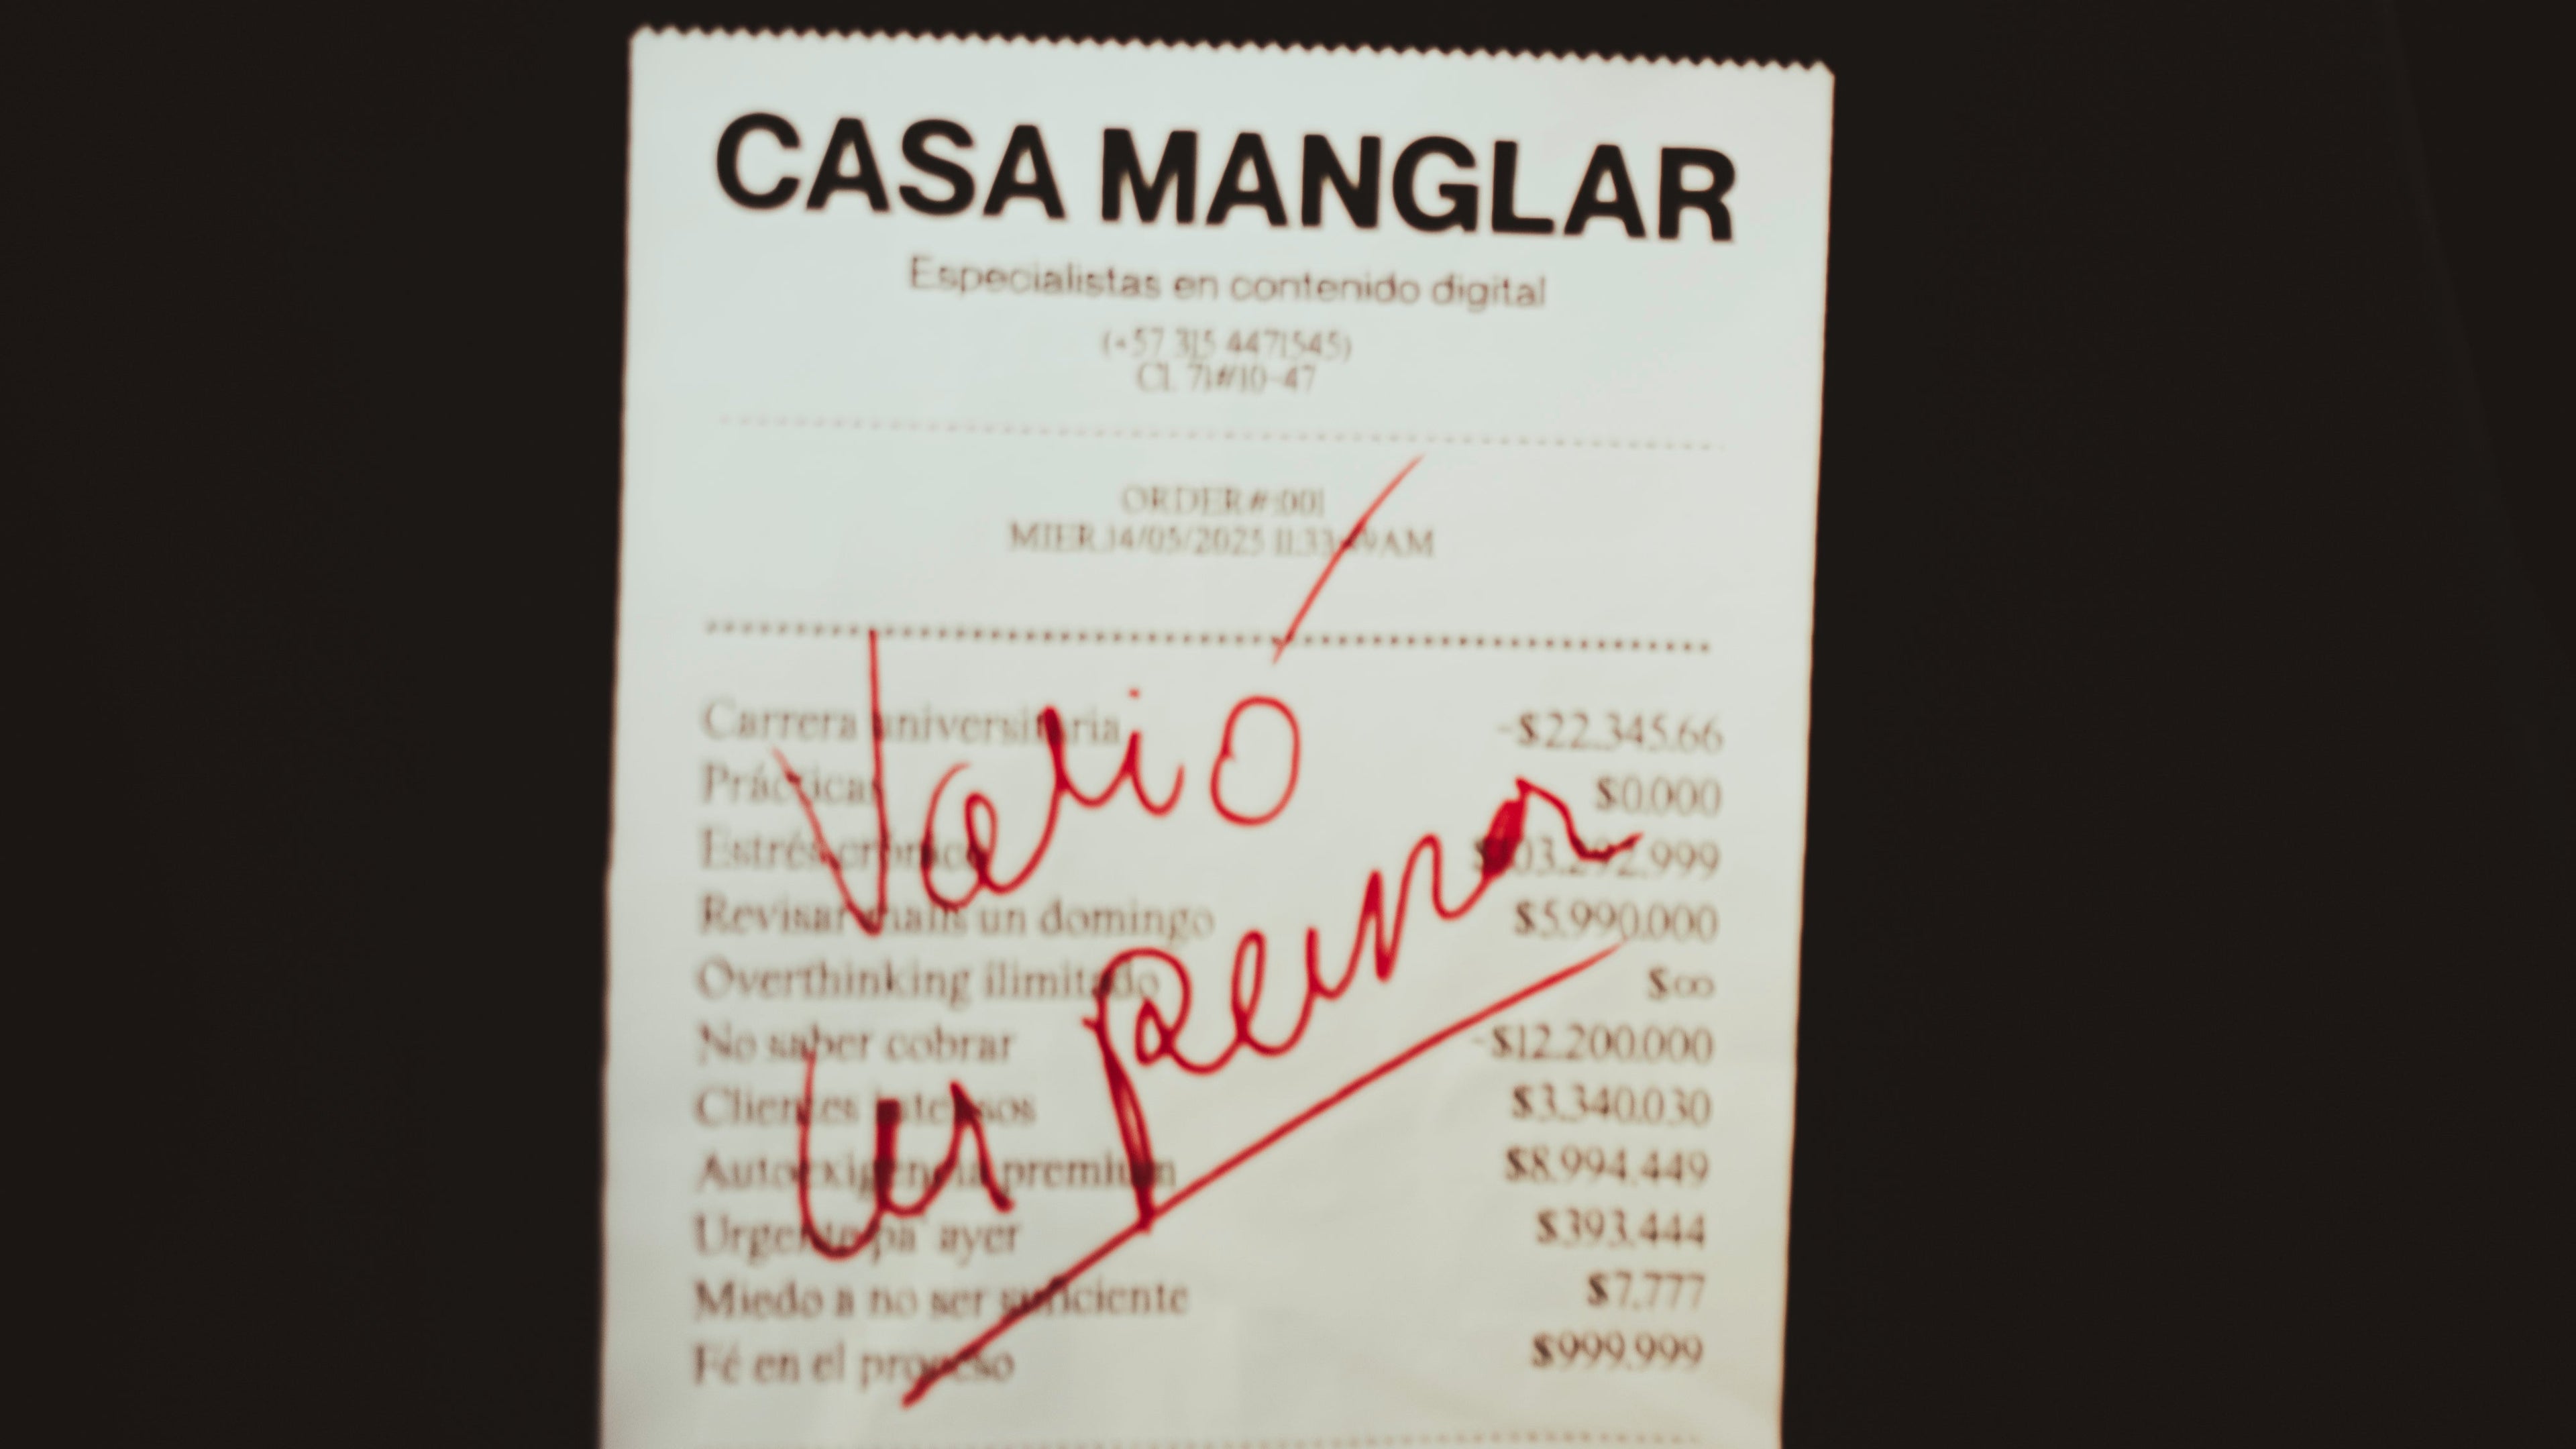 CASA MANGLAR
Especialistas en contenido digital
(+57 315 4471545)
Cl. 71#10-47
ORDER#:001
MIER.14/05/2025 11:33:49AM
Carrera universitaria -$22.345.66
Prácticas $0.000
Estrés crónico 03.292.999
Revisar mails un domingo $5.990.000
Overthinking ilimitado $∞
No saber cobrar -$12.200.000
Clientes intensos $3.340.030
Autoexigencia premium $8.994.449
Urgente pa' ayer $393.444
Miedo a no ser suficiente $7.777
Fé en el proceso $999.999
Valió
la pena